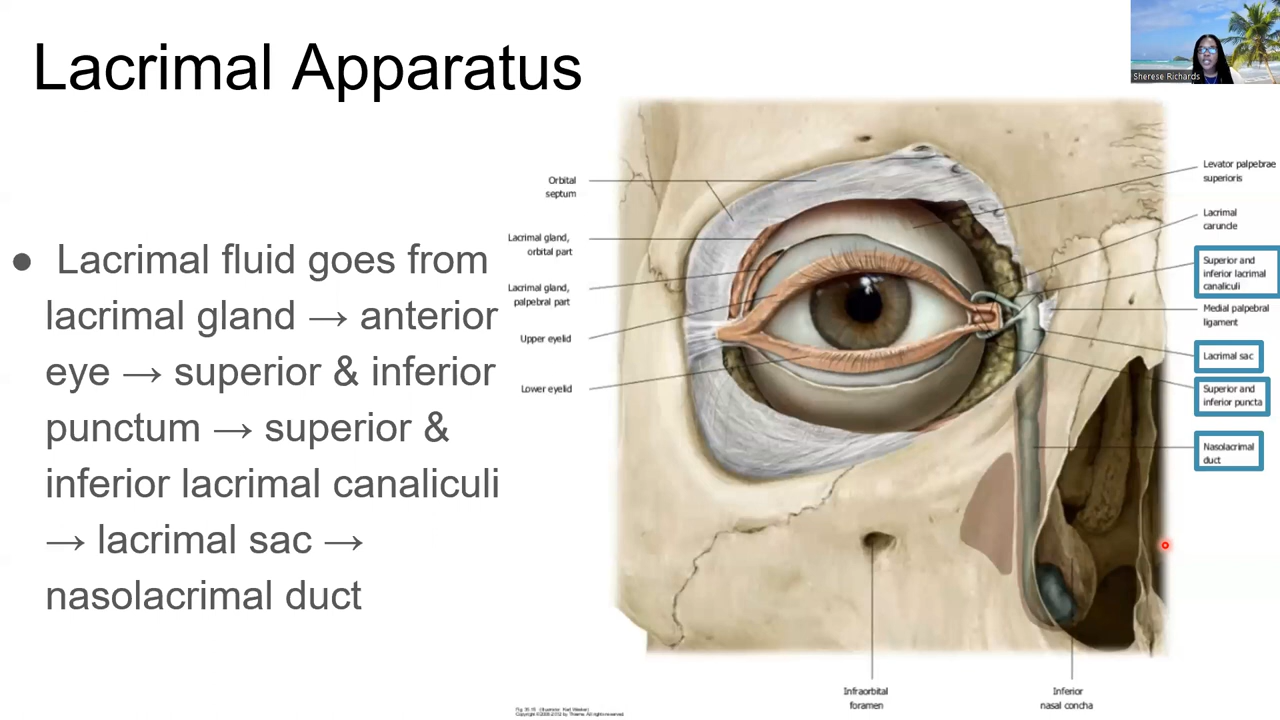 Lacrimal Apparatus
Sherese Richards
● Lacrimal fluid goes from
lacrimal gland → anterior
eye → superior & inferior
punctum → superior &
inferior lacrimal canaliculi
→ lacrimal sac →
nasolacrimal duct
Orbital
septum
Lacrimal gland,
orbital part
Lacrimal gland,
palpebral part
Upper eyelid
Lower eyelid
Levator palpebrae
superioris
Lacrimal
caruncle
Superior and
inferior lacrimal
canaliculi
Medial palpebral
ligament
Lacrimal sac
Superior and
inferior puncta
Nasolacrimal
duct
Infraorbital
foramen
Inferior
nasal concha